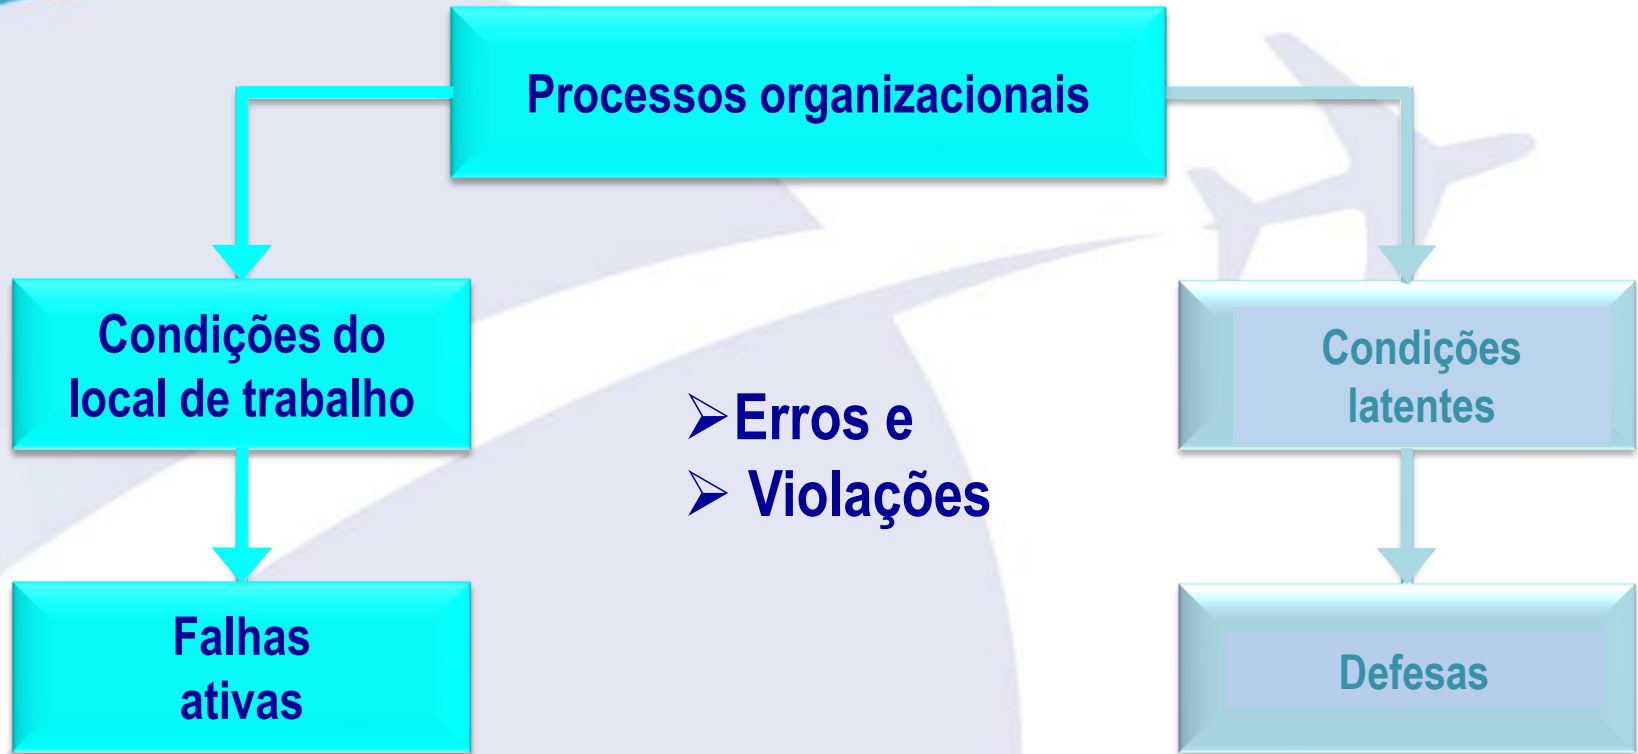 Processos organizacionais
Condições do
local de trabalho
Condições
latentes
➢Erros e
➢ Violações
Falhas
ativas
Defesas